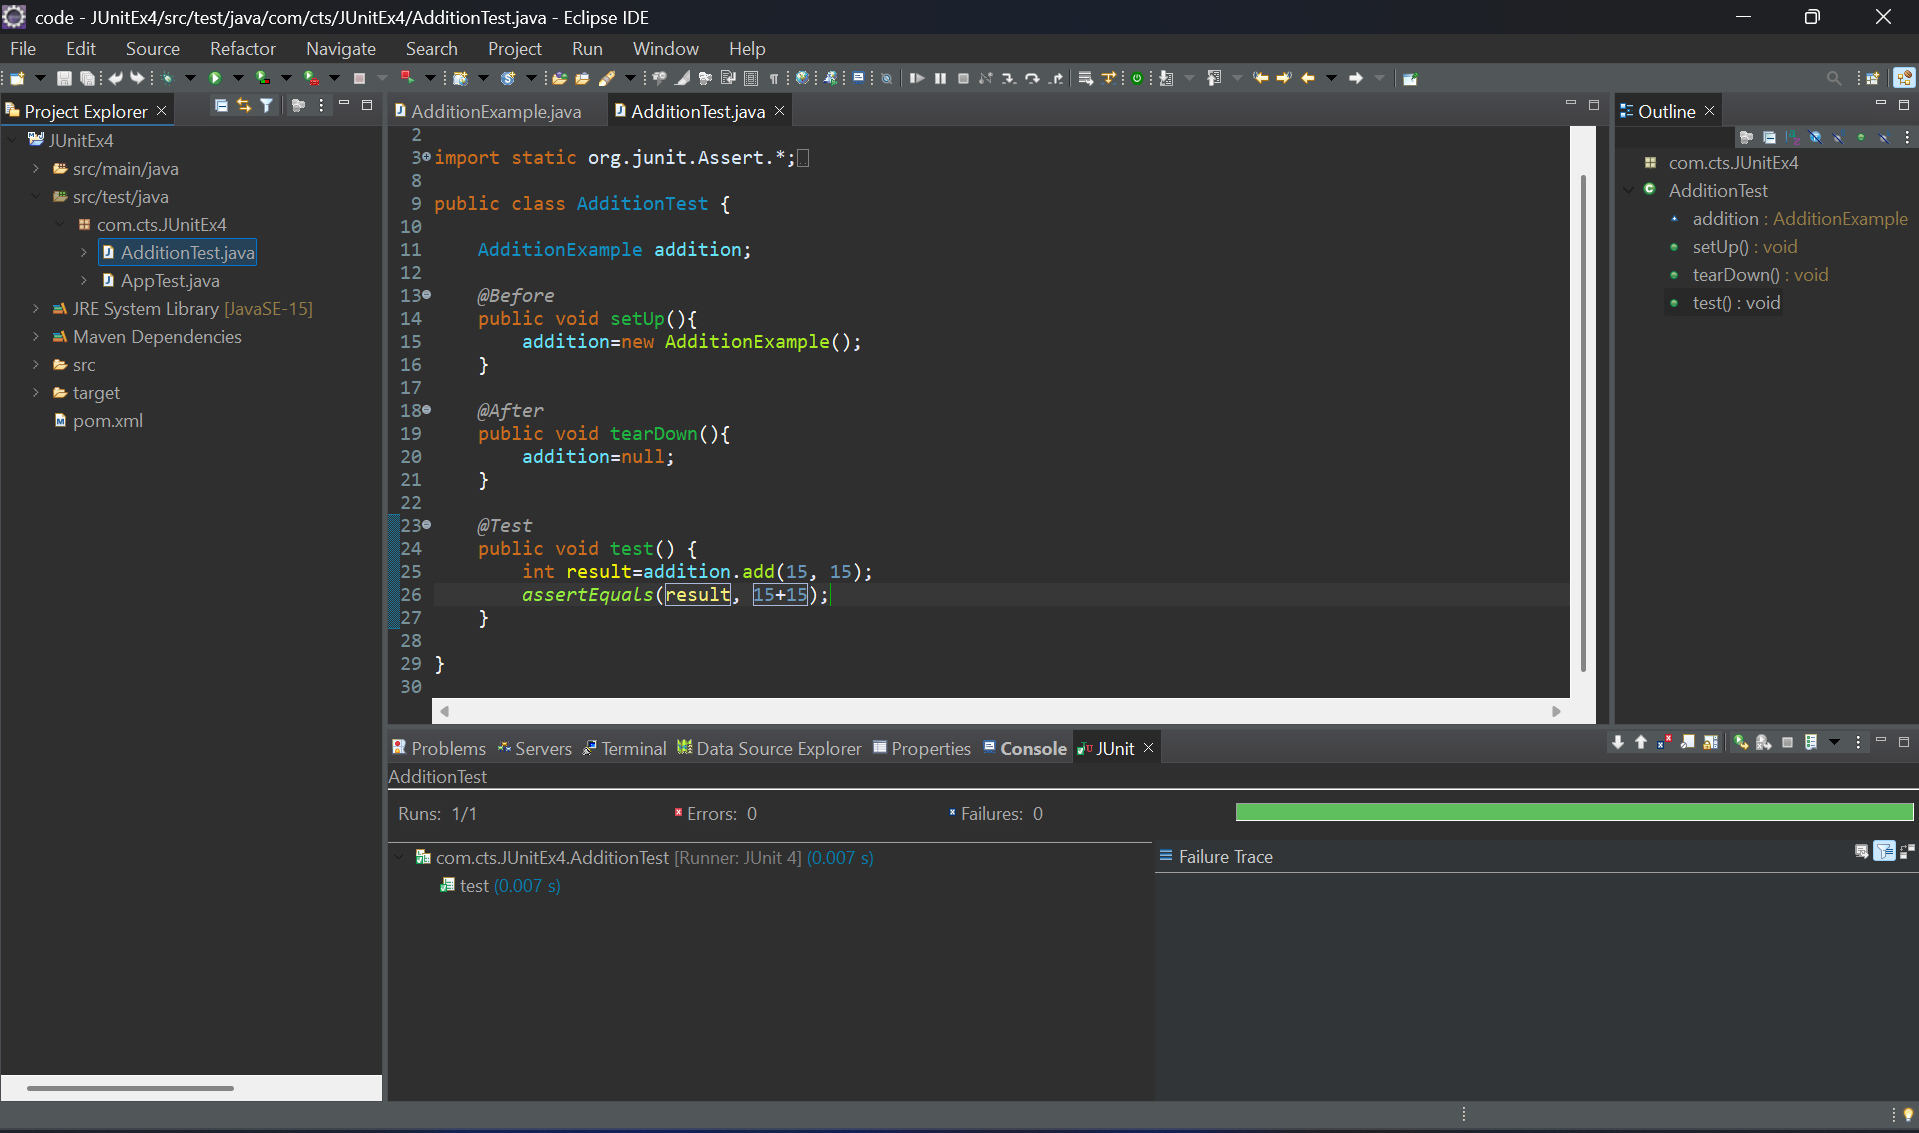 code - JUnitEx4/src/test/java/com/cts/JUnitEx4/AdditionTest.java - Eclipse IDE
File Edit Source Refactor Navigate Search Project Run Window Help
Project Explorer
JUnitEx4
src/main/java
src/test/java
com.cts.JUnitEx4
AdditionTest.java
AppTest.java
JRE System Library [JavaSE-15]
Maven Dependencies
src
target
pom.xml
AdditionExample.java AdditionTest.java
2
3 import static org.junit.Assert.*;
8
9 public class AdditionTest {
10
11 AdditionExample addition;
12
13 @Before
14 public void setUp(){
15 addition=new AdditionExample();
16 }
17
18 @After
19 public void tearDown(){
20 addition=null;
21 }
22
23 @Test
24 public void test() {
25 int result=addition.add(15, 15);
26 assertEquals(result, 15+15);
27 }
28
29 }
30
Outline
com.cts.JUnitEx4
AdditionTest
addition : AdditionExample
setUp() : void
tearDown() : void
test() : void
Problems Servers Terminal Data Source Explorer Properties Console JUnit
AdditionTest
Runs: 1/1 Errors: 0 Failures: 0
com.cts.JUnitEx4.AdditionTest [Runner: JUnit 4] (0.007 s)
test (0.007 s)
Failure Trace